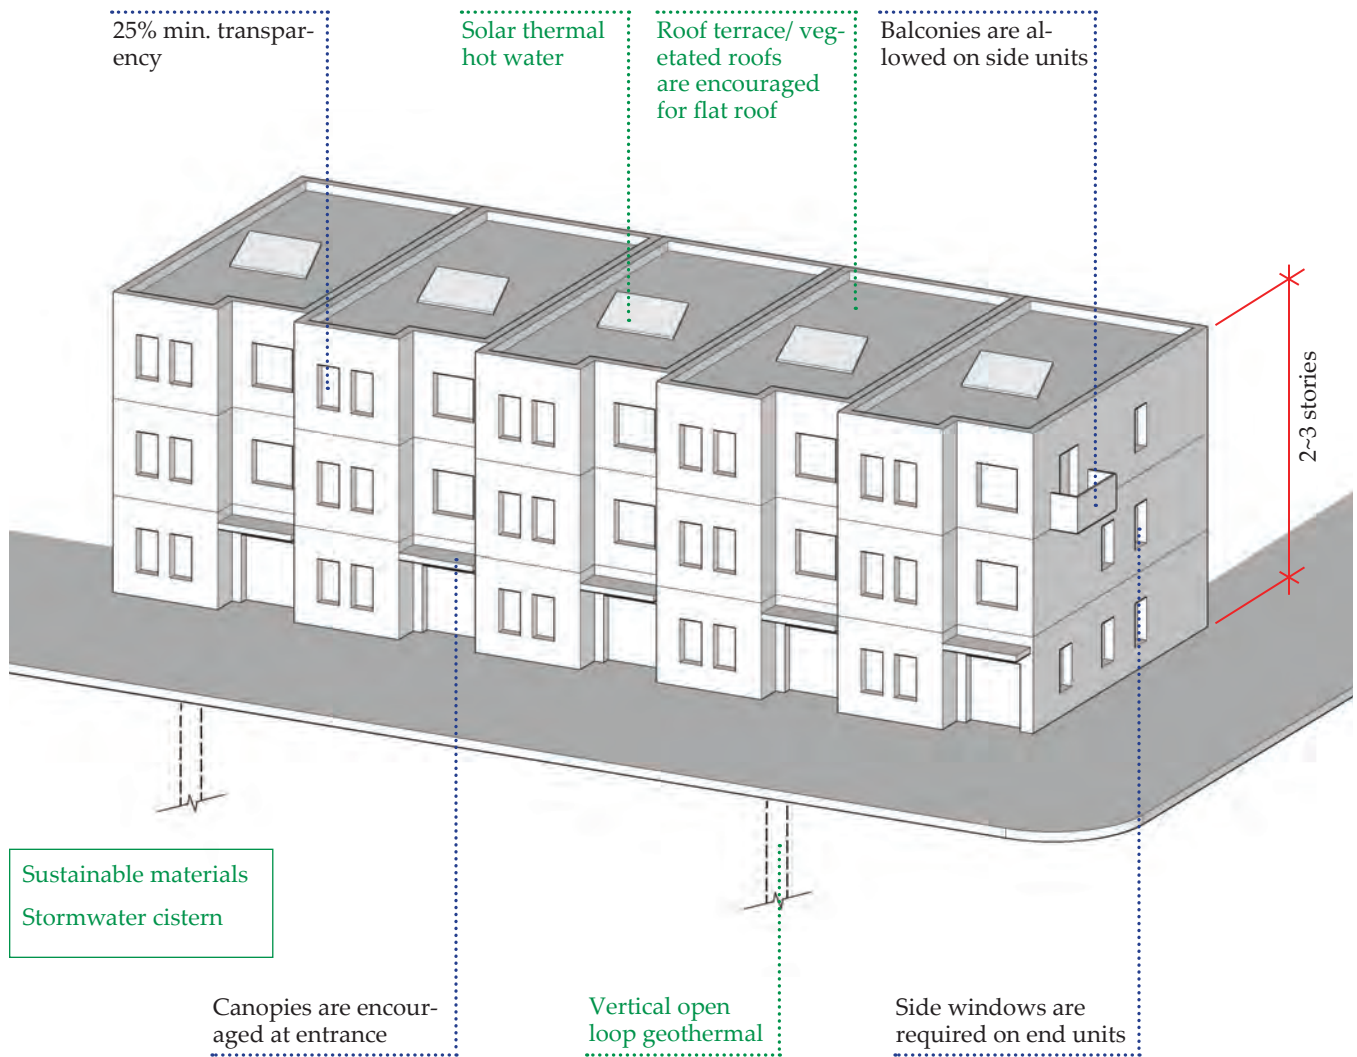 25% min. transpar-
ency
Solar thermal
hot water
Roof terrace/ veg-
etated roofs
are encouraged
for flat roof
Balconies are al-
lowed on side units
2~3 stories
Sustainable materials
Stormwater cistern
Canopies are encour-
aged at entrance
Vertical open
loop geothermal
Side windows are
required on end units